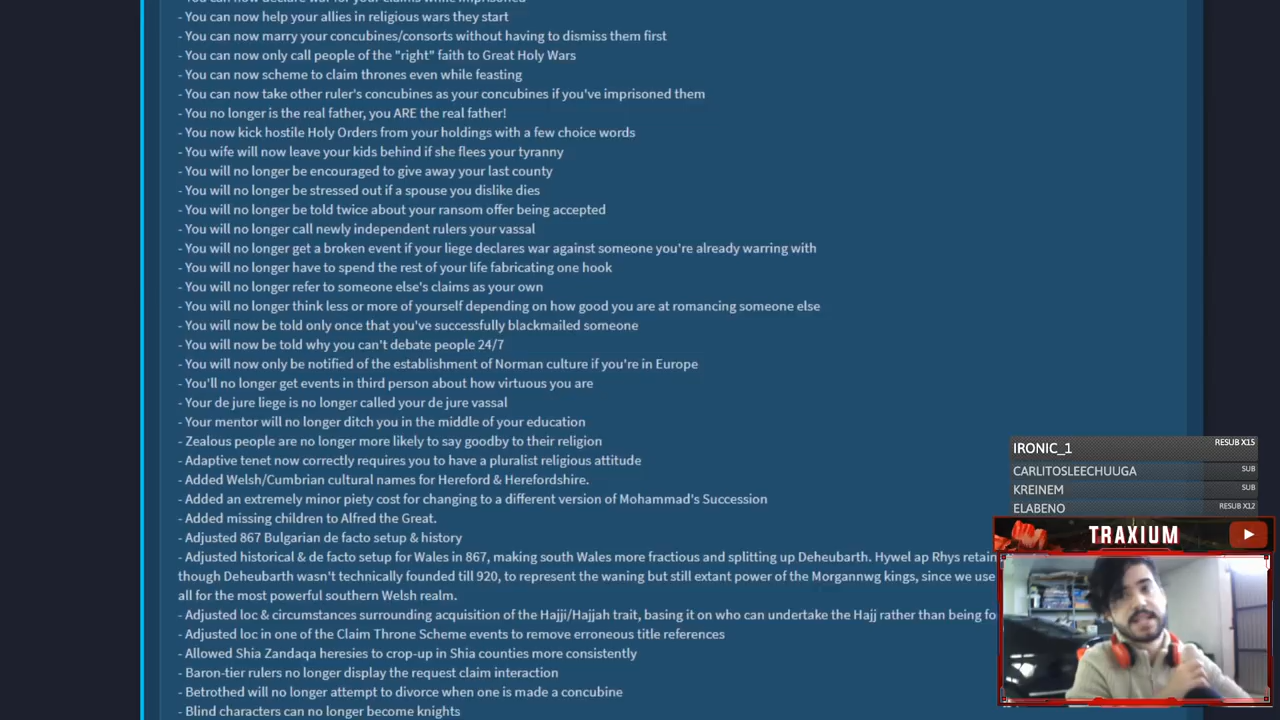 - You can now declare war for your claims while imprisoned
- You can now help your allies in religious wars they start
- You can now marry your concubines/consorts without having to dismiss them first
- You can now only call people of the "right" faith to Great Holy Wars
- You can now scheme to claim thrones even while feasting
- You can now take other ruler's concubines as your concubines if you've imprisoned them
- You no longer is the real father, you ARE the real father!
- You now kick hostile Holy Orders from your holdings with a few choice words
- You wife will now leave your kids behind if she flees your tyranny
- You will no longer be encouraged to give away your last county
- You will no longer be stressed out if a spouse you dislike dies
- You will no longer be told twice about your ransom offer being accepted
- You will no longer call newly independent rulers your vassal
- You will no longer get a broken event if your liege declares war against someone you're already warring with
- You will no longer have to spend the rest of your life fabricating one hook
- You will no longer refer to someone else's claims as your own
- You will no longer think less or more of yourself depending on how good you are at romancing someone else
- You will now be told only once that you've successfully blackmailed someone
- You will now be told why you can't debate people 24/7
- You will now only be notified of the establishment of Norman culture if you're in Europe
- You'll no longer get events in third person about how virtuous you are
- Your de jure liege is no longer called your de jure vassal
- Your mentor will no longer ditch you in the middle of your education
- Zealous people are no longer more likely to say goodby to their religion
- Adaptive tenet now correctly requires you to have a pluralist religious attitude
- Added Welsh/Cumbrian cultural names for Hereford & Herefordshire.
- Added an extremely minor piety cost for changing to a different version of Mohammad's Succession
- Added missing children to Alfred the Great.
- Adjusted 867 Bulgarian de facto setup & history
- Adjusted historical & de facto setup for Wales in 867, making south Wales more fractious and splitting up Deheubarth. Hywel ap Rhys retain
though Deheubarth wasn't technically founded till 920, to represent the waning but still extant power of the Morgannwg kings, since we use
all for the most powerful southern Welsh realm.
- Adjusted loc & circumstances surrounding acquisition of the Hajji/Hajjah trait, basing it on who can undertake the Hajj rather than being fo
- Adjusted loc in one of the Claim Throne Scheme events to remove erroneous title references
- Allowed Shia Zandaqa heresies to crop-up in Shia counties more consistently
- Baron-tier rulers no longer display the request claim interaction
- Betrothed will no longer attempt to divorce when one is made a concubine
- Blind characters can no longer become knights
IRONIC_1 RESUB X15
CARLITOSLEECHUUGA SUB
KREINEM SUB
ELABENO RESUB X12
TRAXIUM